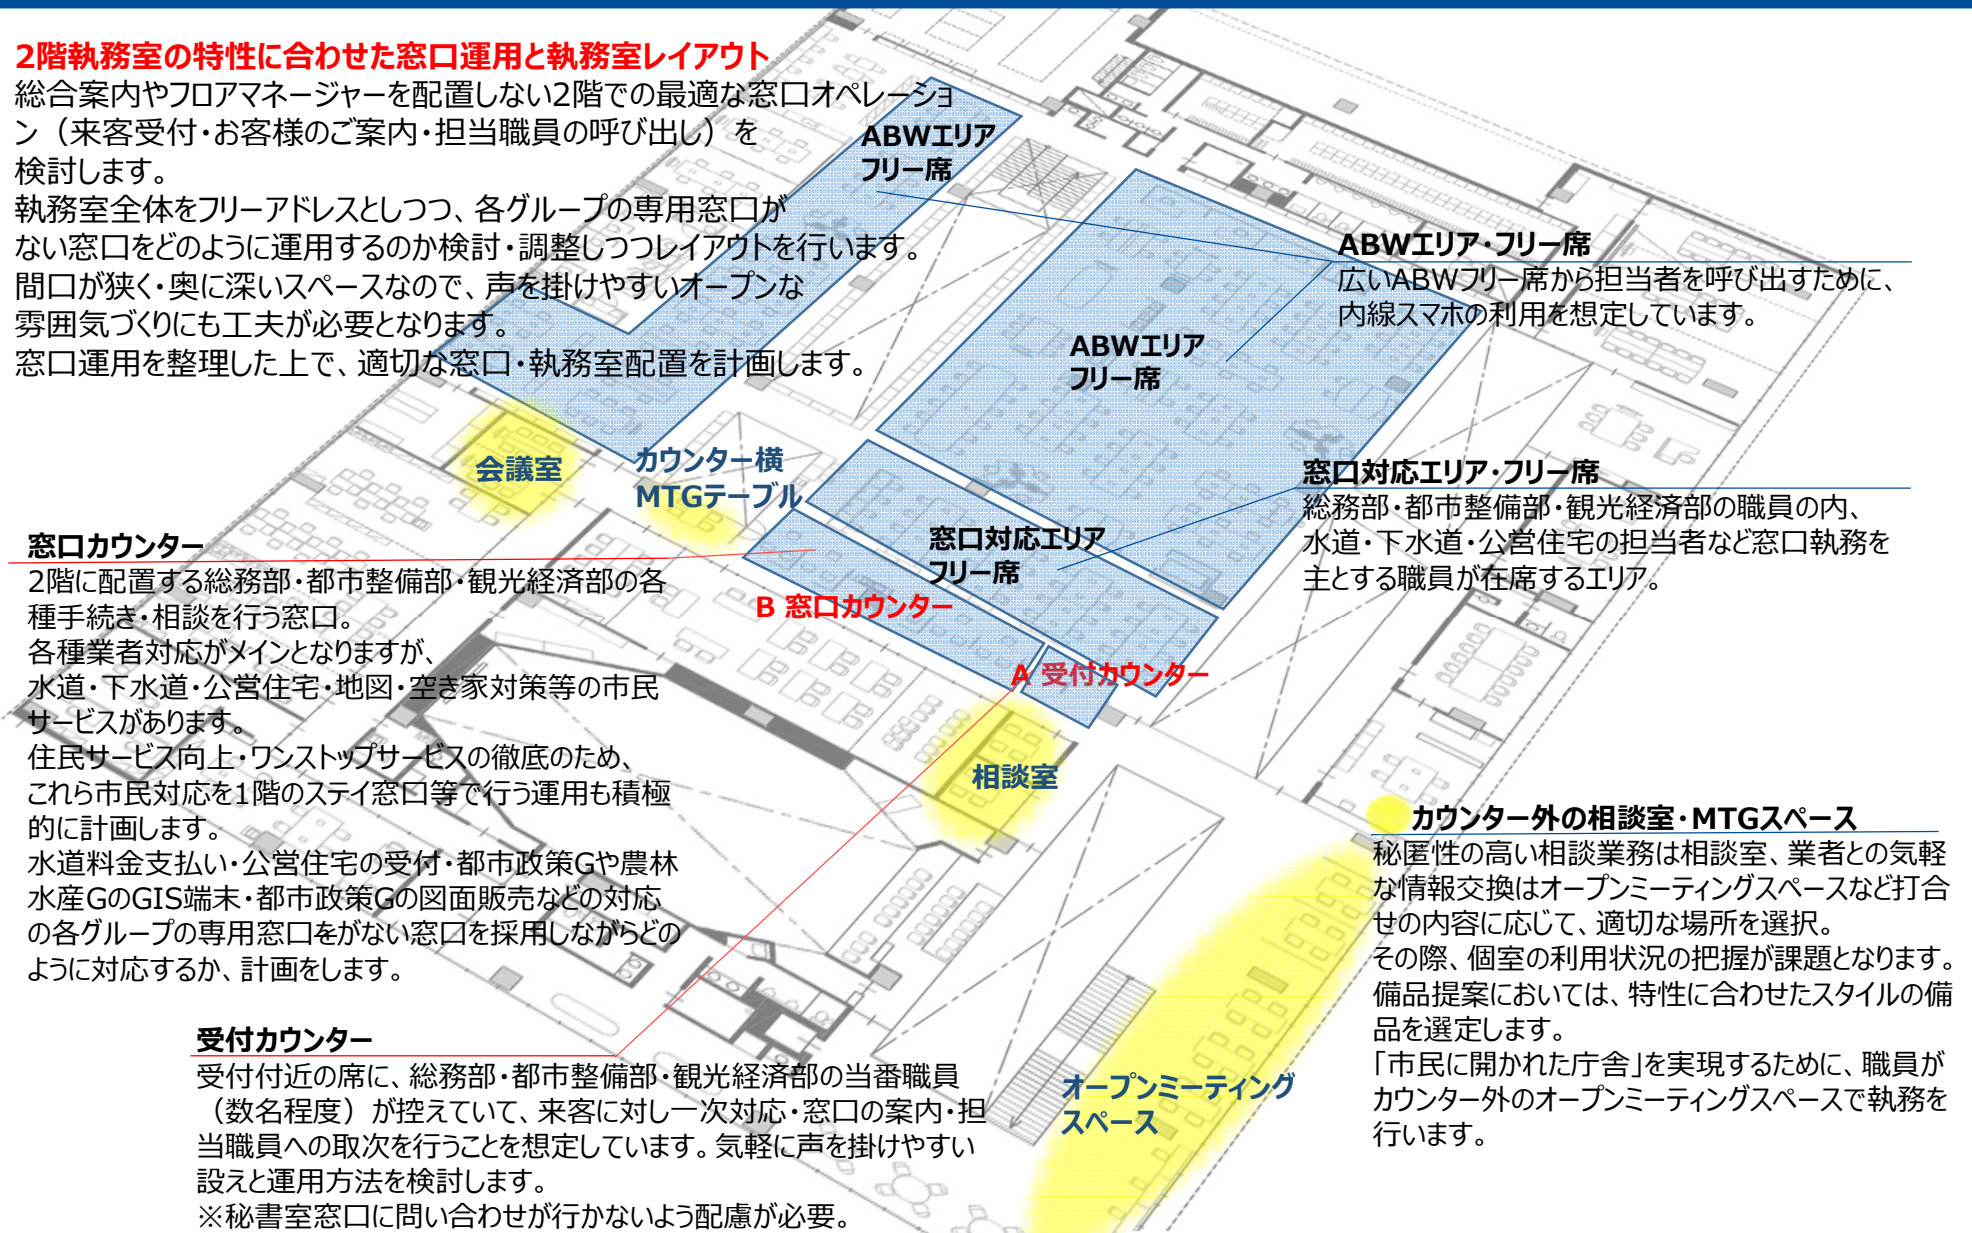 2階執務室の特性に合わせた窓口運用と執務室レイアウト
総合案内やフロアマネージャーを配置しない2階での最適な窓口オペレーショ
ン（来客受付・お客様のご案内・担当職員の呼び出し）を
検討します。
執務室全体をフリーアドレスとしつつ、各グループの専用窓口が
ない窓口をどのように運用するのか検討・調整しつつレイアウトを行います。
間口が狭く・奥に深いスペースなので、声を掛けやすいオープンな
雰囲気づくりにも工夫が必要となります。
窓口運用を整理した上で、適切な窓口・執務室配置を計画します。
ABWエリア
フリー席
ABWエリア・フリー席
広いABWフリー席から担当者を呼び出すために、
内線スマホの利用を想定しています。
ABWエリア
フリー席
会議室
カウンター横
MTGテーブル
窓口対応エリア・フリー席
総務部・都市整備部・観光経済部の職員の内、
水道・下水道・公営住宅の担当者など窓口執務を
主とする職員が在席するエリア。
窓口対応エリア
フリー席
B 窓口カウンター
A 受付カウンター
相談室
窓口カウンター
2階に配置する総務部・都市整備部・観光経済部の各
種手続き・相談を行う窓口。
各種業者対応がメインとなりますが、
水道・下水道・公営住宅・地図・空き家対策等の市民
サービスがあります。
住民サービス向上・ワンストップサービスの徹底のため、
これら市民対応を1階のステイ窓口等で行う運用も積極
的に計画します。
水道料金支払い・公営住宅の受付・都市政策Gや農林
水産GのGIS端末・都市政策Gの図面販売などの対応
の各グループの専用窓口をがない窓口を採用しながらどの
ように対応するか、計画をします。
カウンター外の相談室・MTGスペース
秘匿性の高い相談業務は相談室、業者との気軽
な情報交換はオープンミーティングスペースなど打合
せの内容に応じて、適切な場所を選択。
その際、個室の利用状況の把握が課題となります。
備品提案においては、特性に合わせたスタイルの備
品を選定します。
「市民に開かれた庁舎」を実現するために、職員が
カウンター外のオープンミーティングスペースで執務を
行います。
オープンミーティング
スペース
受付カウンター
受付付近の席に、総務部・都市整備部・観光経済部の当番職員
（数名程度）が控えていて、来客に対し一次対応・窓口の案内・担
当職員への取次を行うことを想定しています。気軽に声を掛けやすい
設えと運用方法を検討します。
※秘書室窓口に問い合わせが行かないよう配慮が必要。